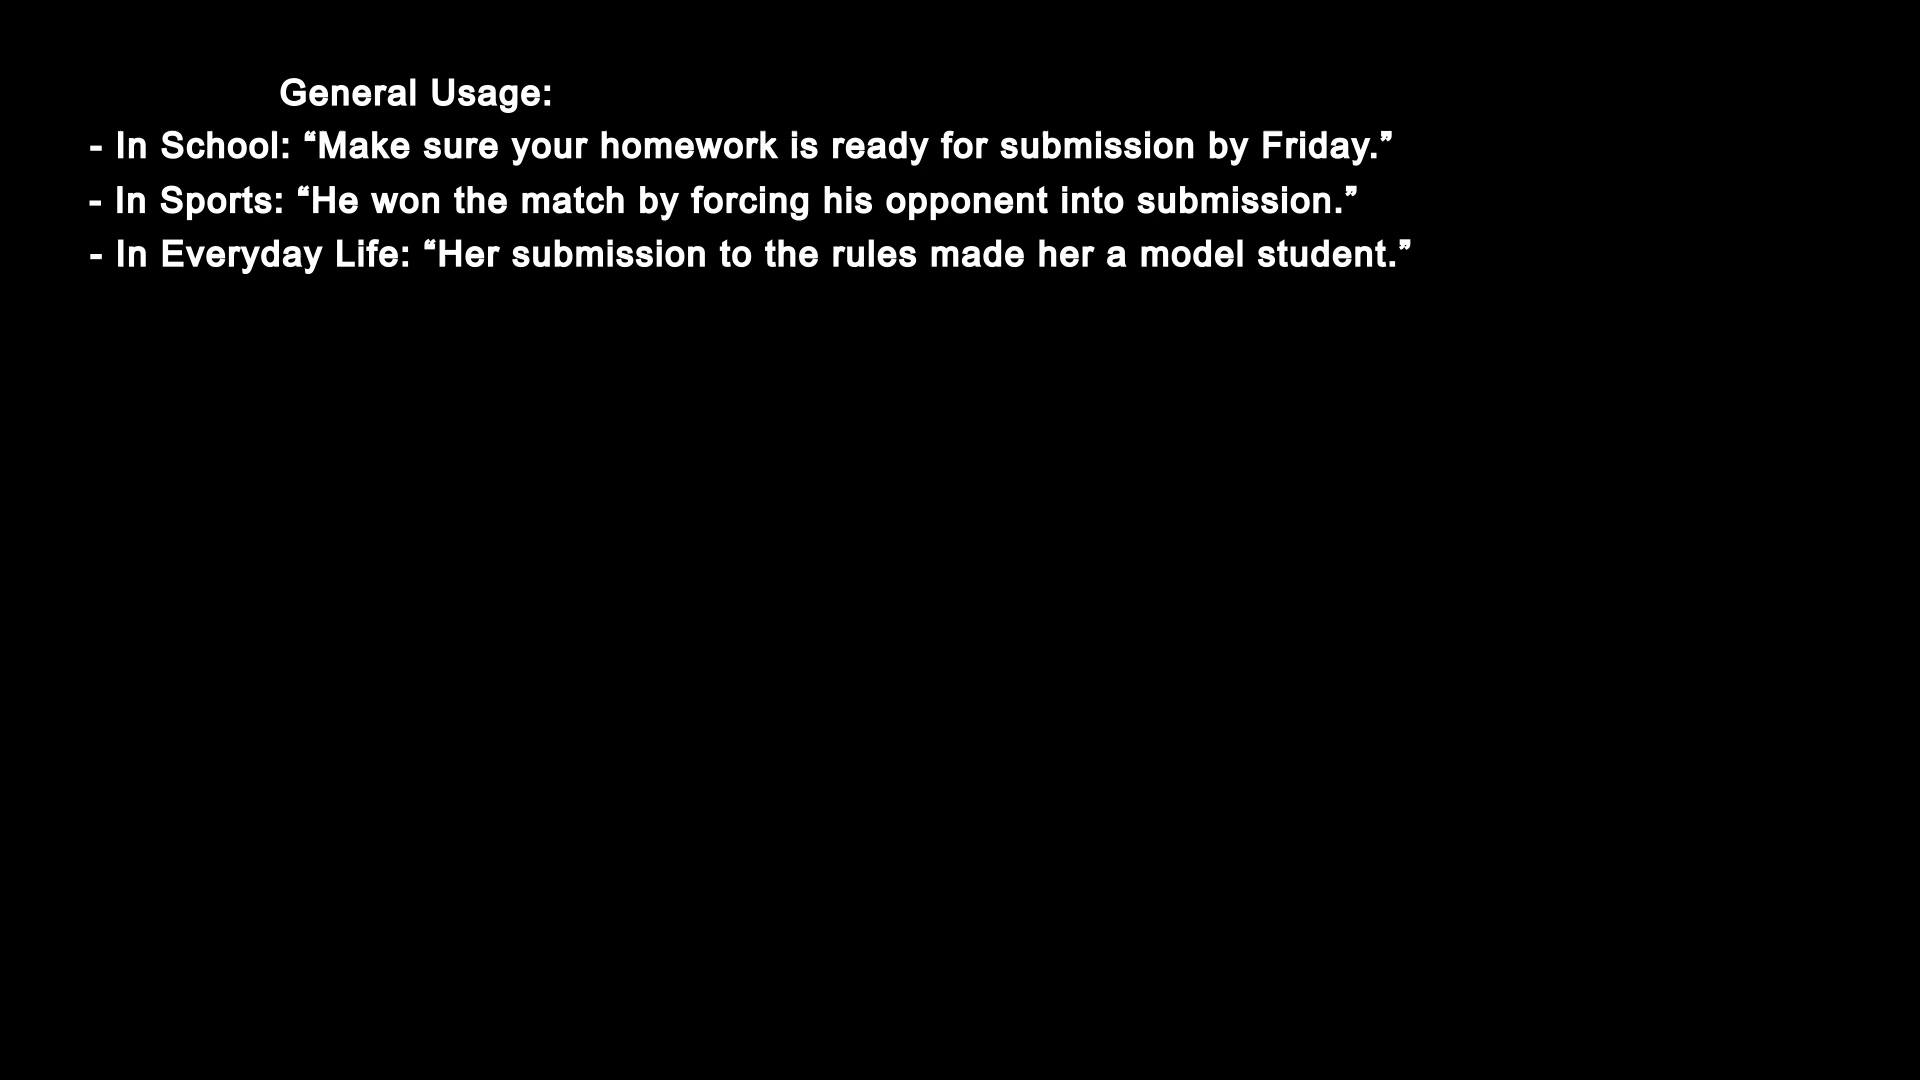 General Usage:
- In School: “Make sure your homework is ready for submission by Friday.”
- In Sports: “He won the match by forcing his opponent into submission.”
- In Everyday Life: “Her submission to the rules made her a model student.”